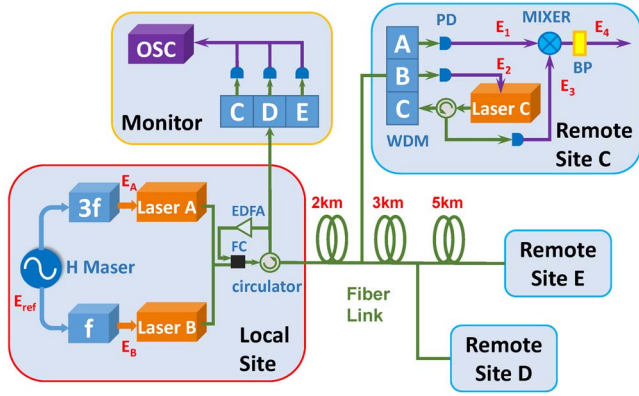 OSC
C D E
Monitor
A
B
C
WDM
PD
MIXER
E1
E2
E3
E4
BP
Laser C
Remote
Site C
3f
EA
Laser A
H Maser
Eref
f
EB
Laser B
EDFA
FC
circulator
Local
Site
2km
3km
5km
Fiber
Link
Remote
Site E
Remote
Site D